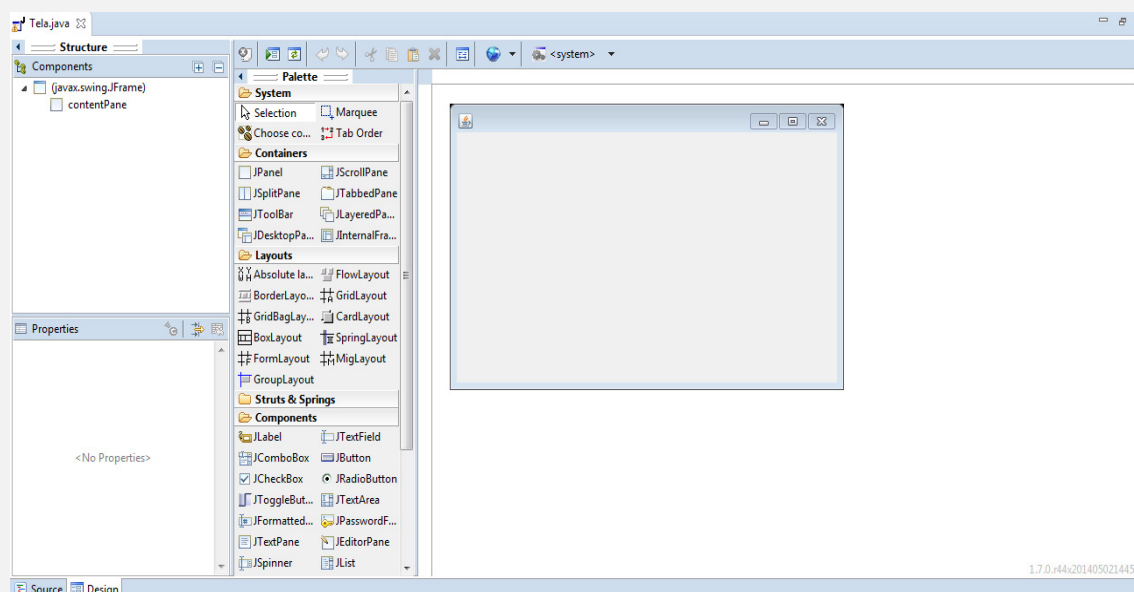 Tela.java
Structure
Components
(javax.swing.JFrame)
contentPane
Properties
<No Properties>
<system>
Palette
System
Selection Marquee
Choose co... Tab Order
Containers
JPanel JScrollPane
JSplitPane JTabbedPane
JToolBar JLayeredPa...
JDesktopPa... JInternalFra...
Layouts
Absolute la... FlowLayout
BorderLayo... GridLayout
GridBagLay... CardLayout
BoxLayout SpringLayout
FormLayout MigLayout
GroupLayout
Struts & Springs
Components
JLabel JTextField
JComboBox JButton
JCheckBox JRadioButton
JToggleBut... JTextArea
JFormatted... JPasswordF...
JTextPane JEditorPane
JSpinner JList
1.7.0.r44x201405021445
Source Design